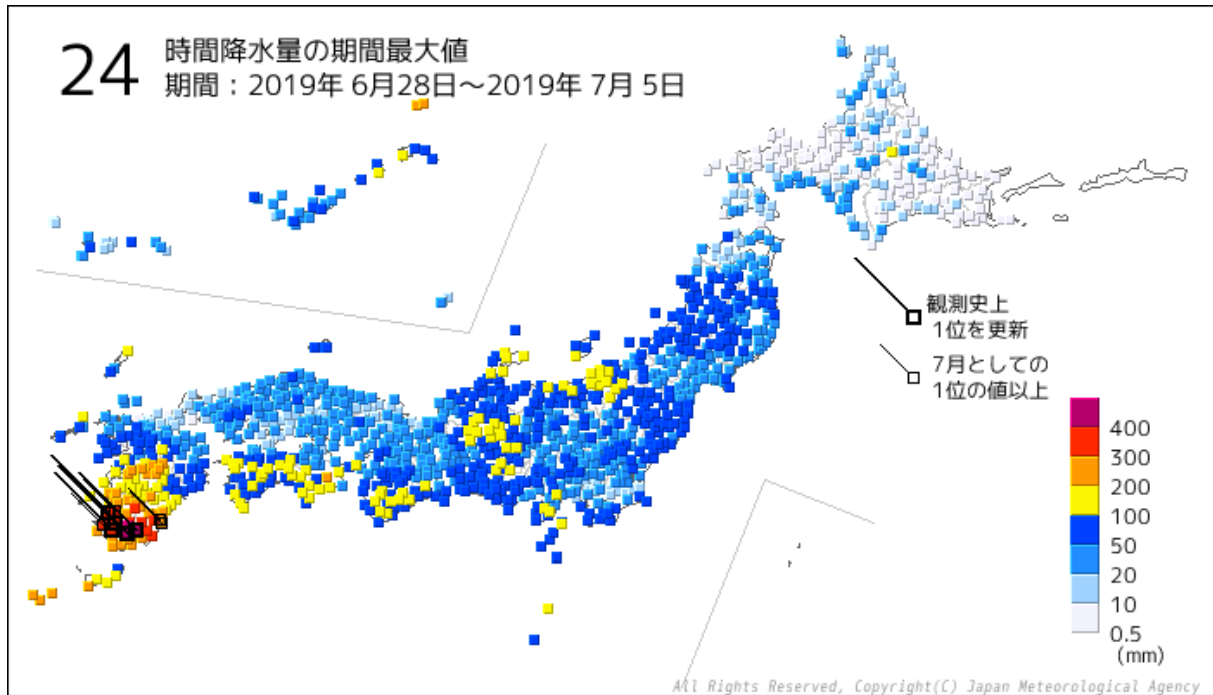 24
時間降水量の期間最大値
期間：2019年 6月28日～2019年 7月 5日
観測史上
1位を更新
7月としての
1位の値以上
400
300
200
100
50
20
10
0.5
(mm)
All Rights Reserved, Copyright(C) Japan Meteorological Agency